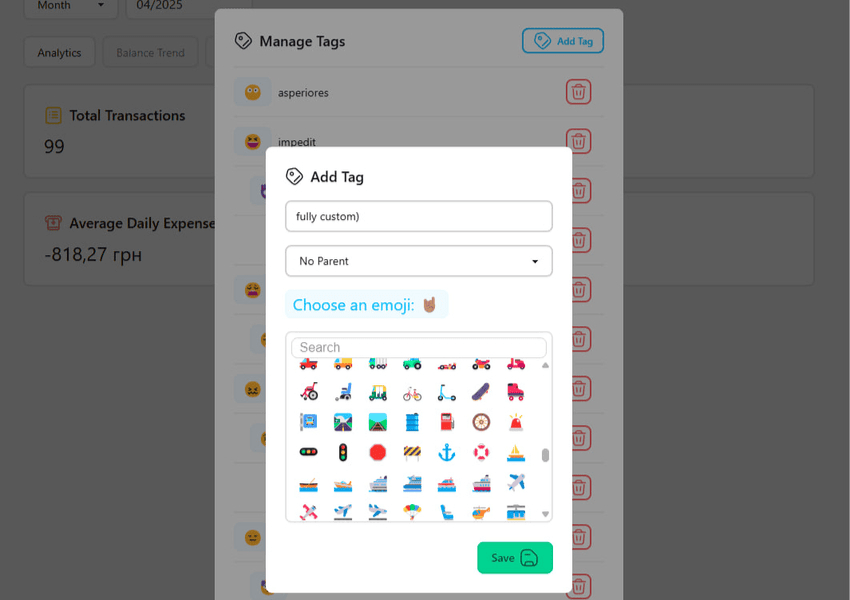 Month
04/2025
Manage Tags
Add Tag
Analytics
Balance Trend
asperiores
Total Transactions
99
impedit
Add Tag
fully custom)
Average Daily Expense
-818,27 грн
No Parent
Choose an emoji:
Search
Save